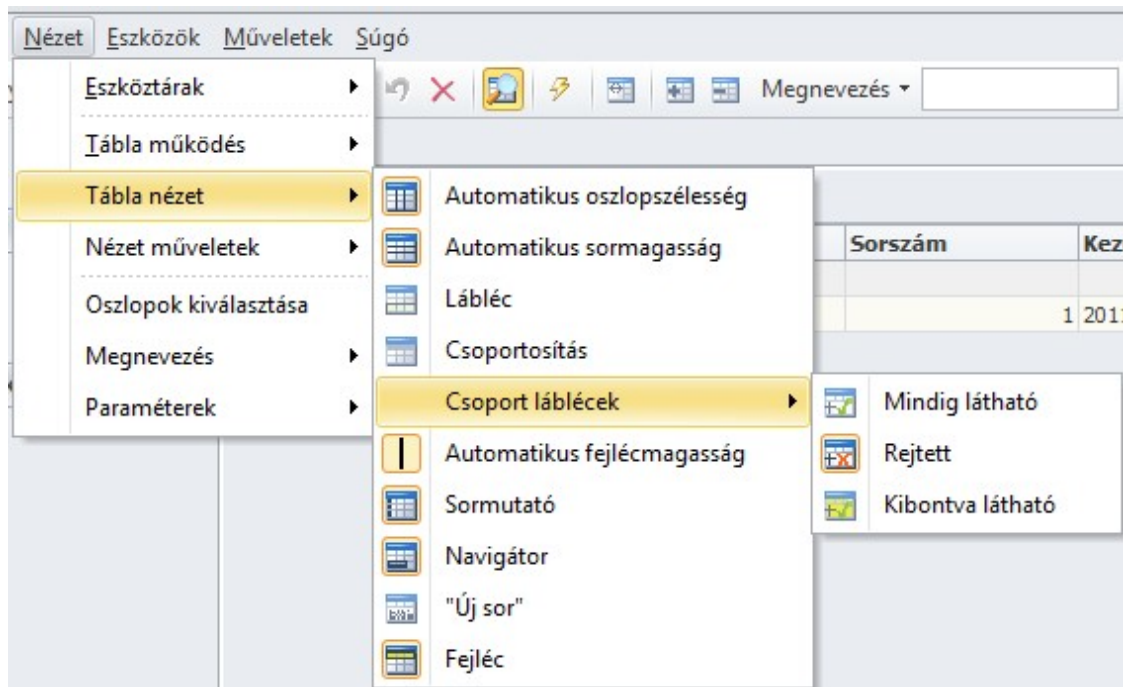 Nézet Eszközök Műveletek Súgó
Eszköztárak
Megnevezés
Tábla működés
Tábla nézet
Nézet műveletek
Oszlopok kiválasztása
Megnevezés
Paraméterek
Automatikus oszlopszélesség
Automatikus sormagasság
Lábléc
Csoportosítás
Csoport láblécek
Automatikus fejlécmagasság
Sormutató
Navigátor
"Új sor"
Fejléc
Sorszám Kez
1 201
Mindig látható
Rejtett
Kibontva látható